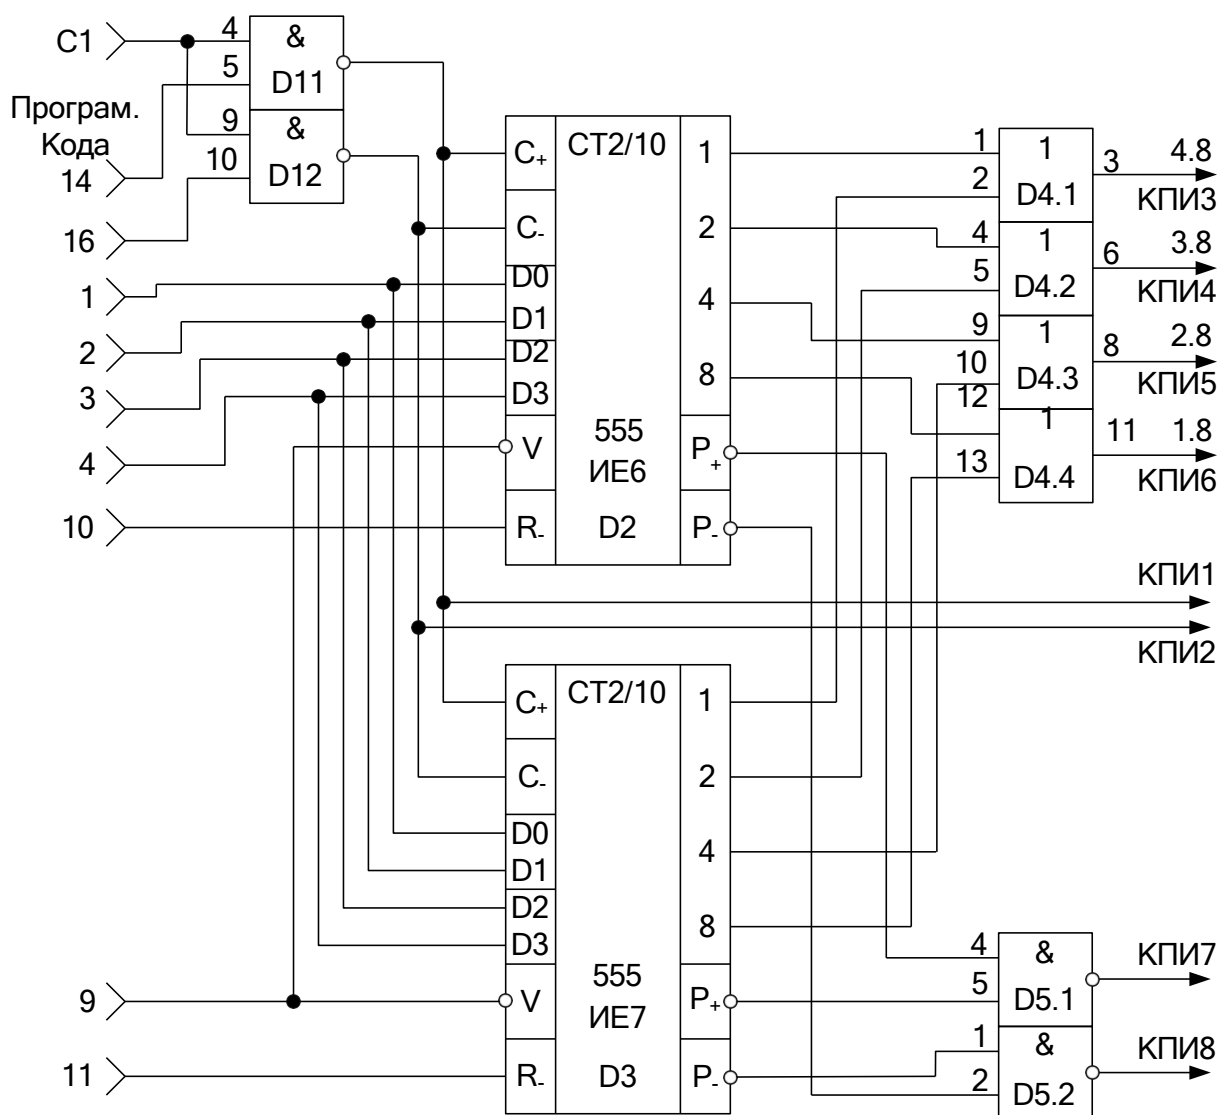 C1
4
&
5
D11
Програм.
Кода
14
9
&
10
D12
16
1
2
3
4
10
C+
CT2/10
1
C-
2
D0
D1
4
D2
D3
8
V
555
ИЕ6
P+
R-
D2
P-
1
1
3
4.8
2
D4.1
КПИ3
4
1
6
3.8
5
D4.2
КПИ4
9
1
8
2.8
10
D4.3
КПИ5
12
1
11
1.8
13
D4.4
КПИ6
КПИ1
КПИ2
C+
CT2/10
1
C-
2
D0
D1
4
D2
D3
8
9
V
555
ИЕ7
P+
11
R-
D3
P-
4
&
КПИ7
5
D5.1
1
&
КПИ8
2
D5.2